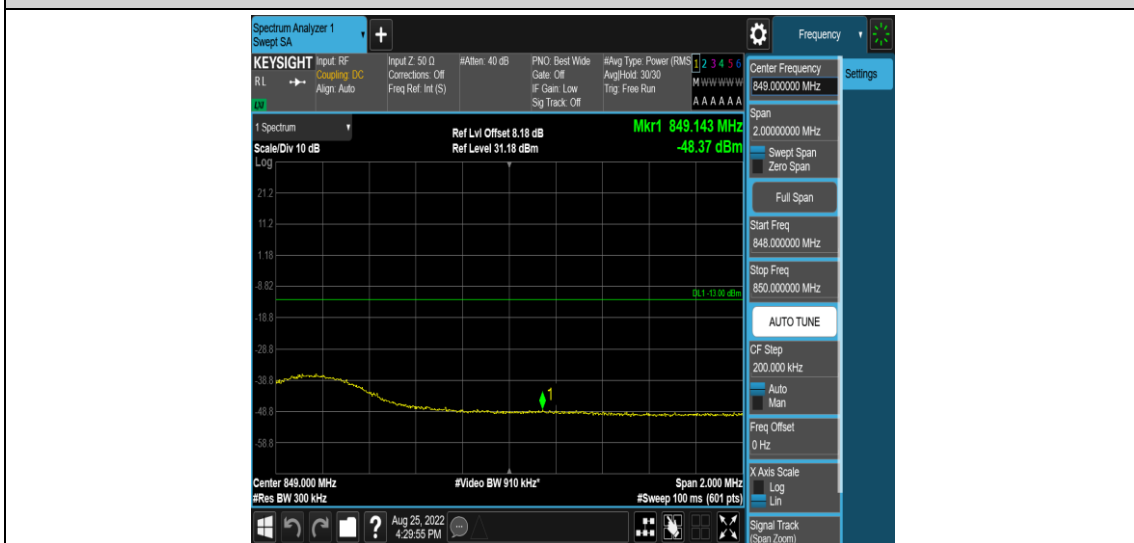 Spectrum Analyzer 1
Swept SA
+
Frequency
KEYSIGHT
RL
LXI
Input: RF
Coupling: DC
Align: Auto
Input Z: 50 Ω
Corrections: Off
Freq Ref: Int (S)
#Atten: 40 dB
PNO: Best Wide
Gate: Off
IF Gain: Low
Sig Track: Off
#Avg Type: Power (RMS
Avg|Hold: 30/30
Trig: Free Run
1 2 3 4 5 6
M W W W W W
A A A A A A
1 Spectrum
Scale/Div 10 dB
Log
Ref Lvl Offset 8.18 dB
Ref Level 31.18 dBm
Mkr1 849.143 MHz
-48.37 dBm
21.2
11.2
1.18
-8.82
DL1 -13.00 dBm
-18.8
-28.8
-38.8
1
-48.8
-58.8
Center 849.000 MHz
#Res BW 300 kHz
#Video BW 910 kHz*
Span 2.000 MHz
#Sweep 100 ms (601 pts)
?
Aug 25, 2022
4:29:55 PM
Center Frequency
849.000000 MHz
Settings
Span
2.00000000 MHz
Swept Span
Zero Span
Full Span
Start Freq
848.000000 MHz
Stop Freq
850.000000 MHz
AUTO TUNE
CF Step
200.000 kHz
Auto
Man
Freq Offset
0 Hz
X Axis Scale
Log
Lin
Signal Track
(Span Zoom)